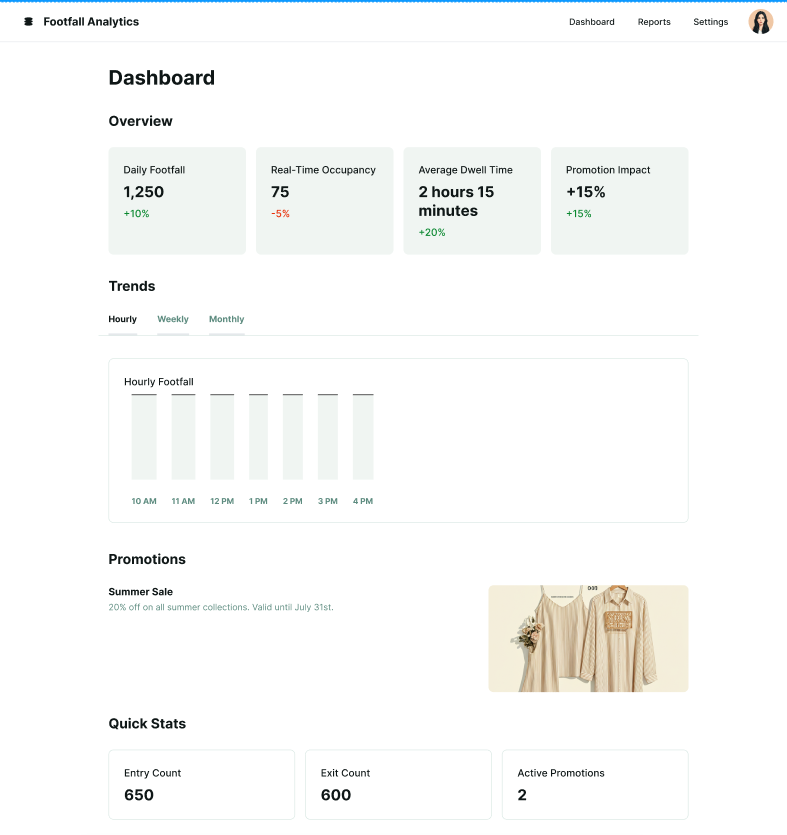 Footfall Analytics
Dashboard
Reports
Settings
Dashboard
Overview
Daily Footfall
1,250
+10%
Real-Time Occupancy
75
-5%
Average Dwell Time
2 hours 15
minutes
+20%
Promotion Impact
+15%
+15%
Trends
Hourly
Weekly
Monthly
Hourly Footfall
10 AM
11 AM
12 PM
1 PM
2 PM
3 PM
4 PM
Promotions
Summer Sale
20% off on all summer collections. Valid until July 31st.
Quick Stats
Entry Count
650
Exit Count
600
Active Promotions
2